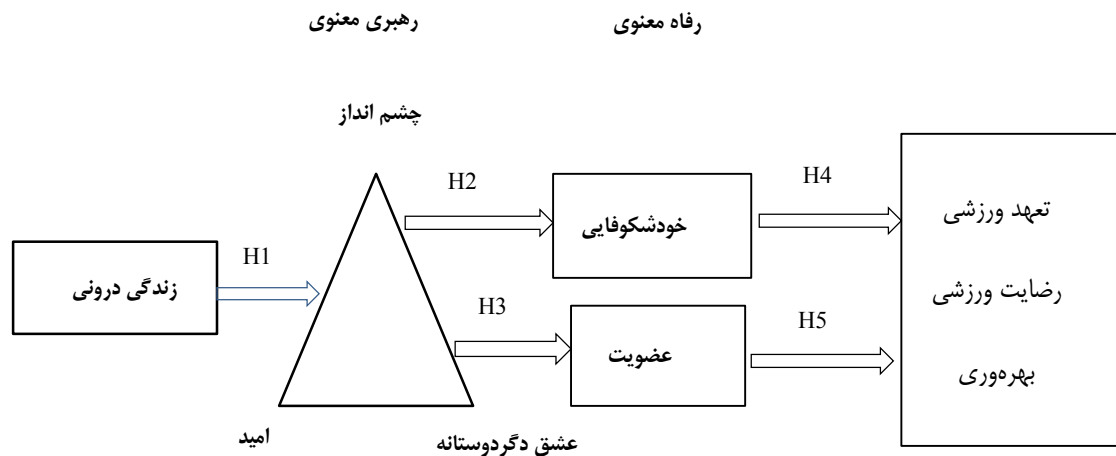 رهبری معنوی
رفاه معنوی
چشم انداز
H2
H4
خودشکوفایی
تعهد ورزشی
H1
زندگی درونی
رضایت ورزشی
H3
H5
عضویت
بهره‌وری
امید
عشق دگردوستانه